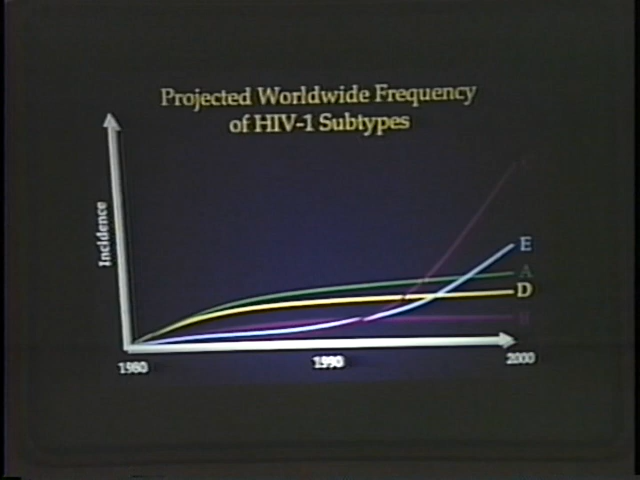 Projected Worldwide Frequency
of HIV-1 Subtypes
Incidence
E
A
D
B
1980
1990
2000